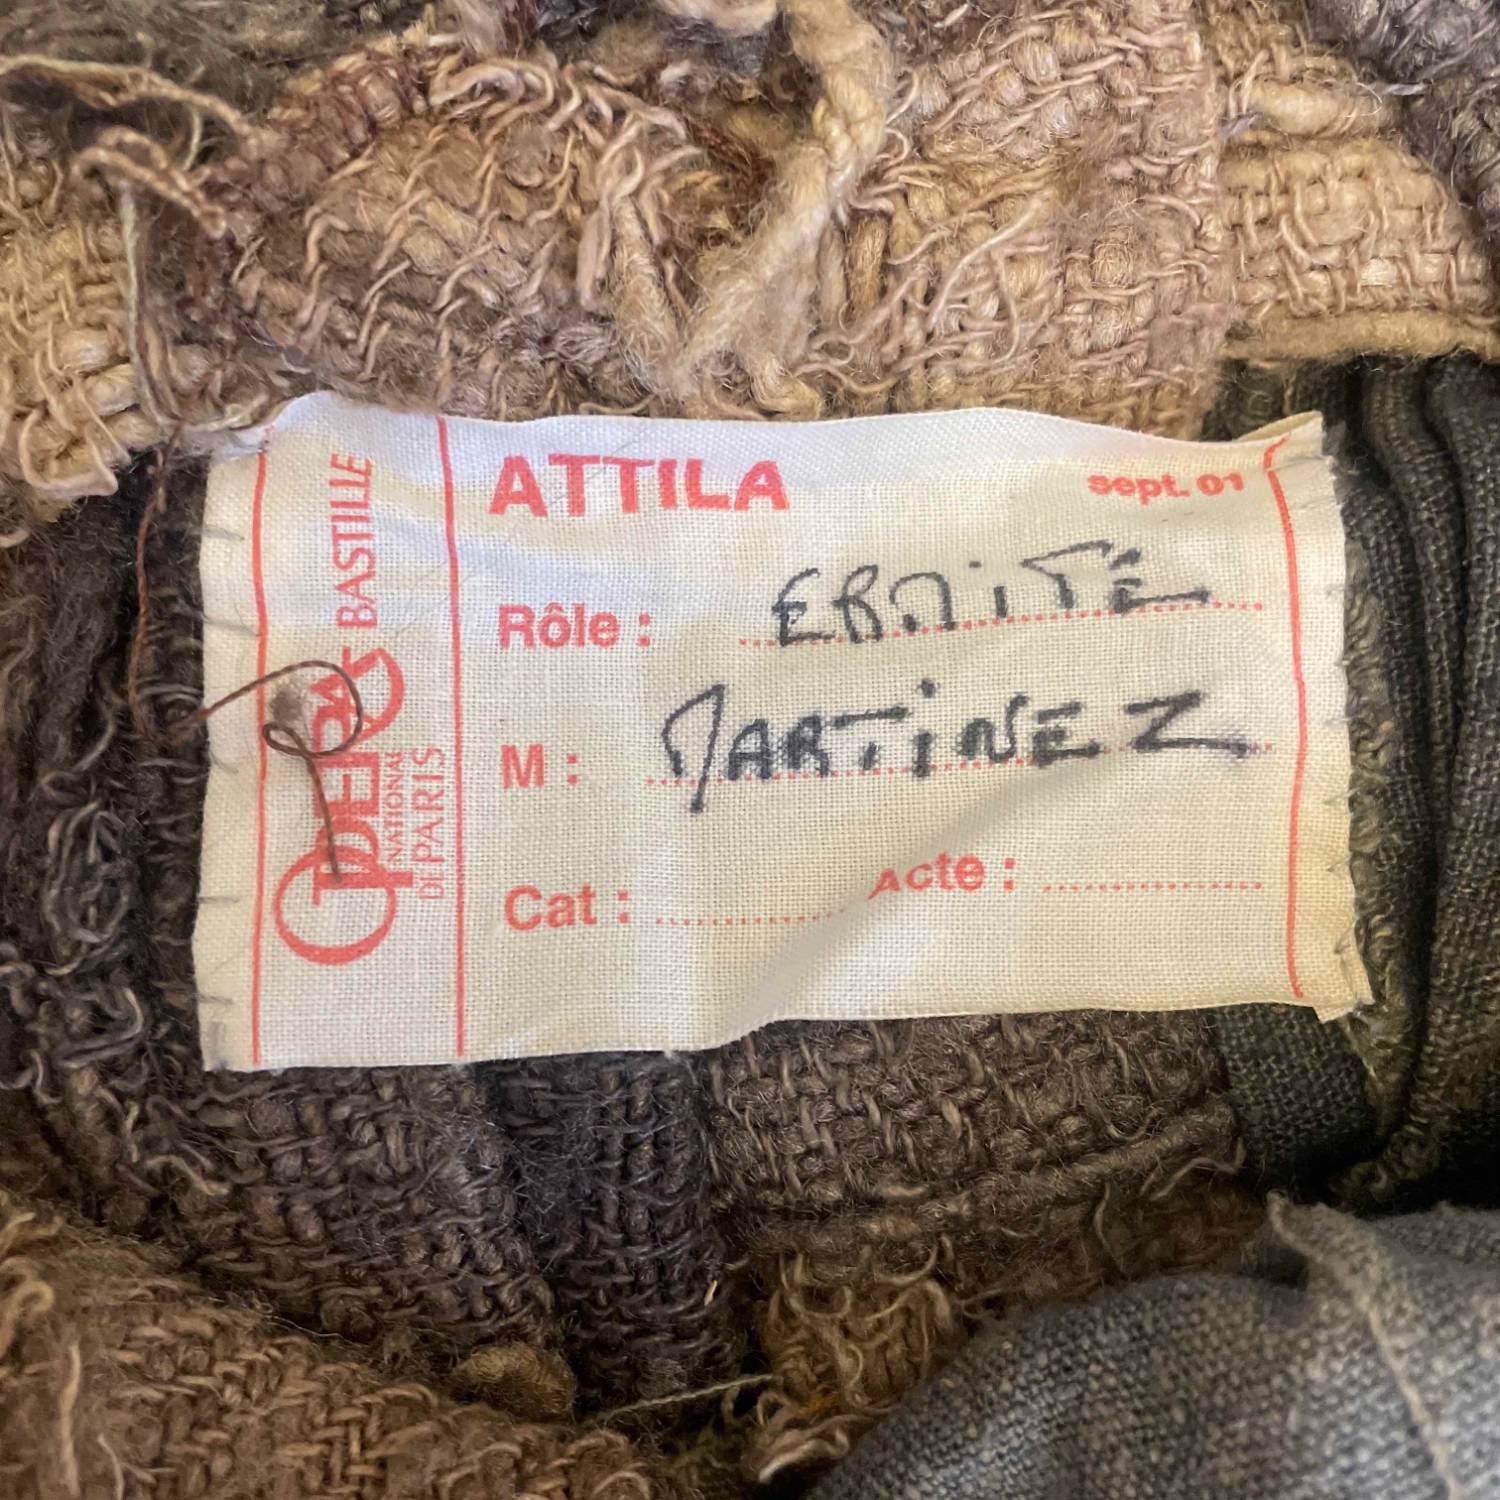 ATTILA
sept. 01
Rôle : ERMiTE
M : MARTiNEZ
Cat : Acte :
OPERA BASTILLE
NATIONAL
DE PARIS